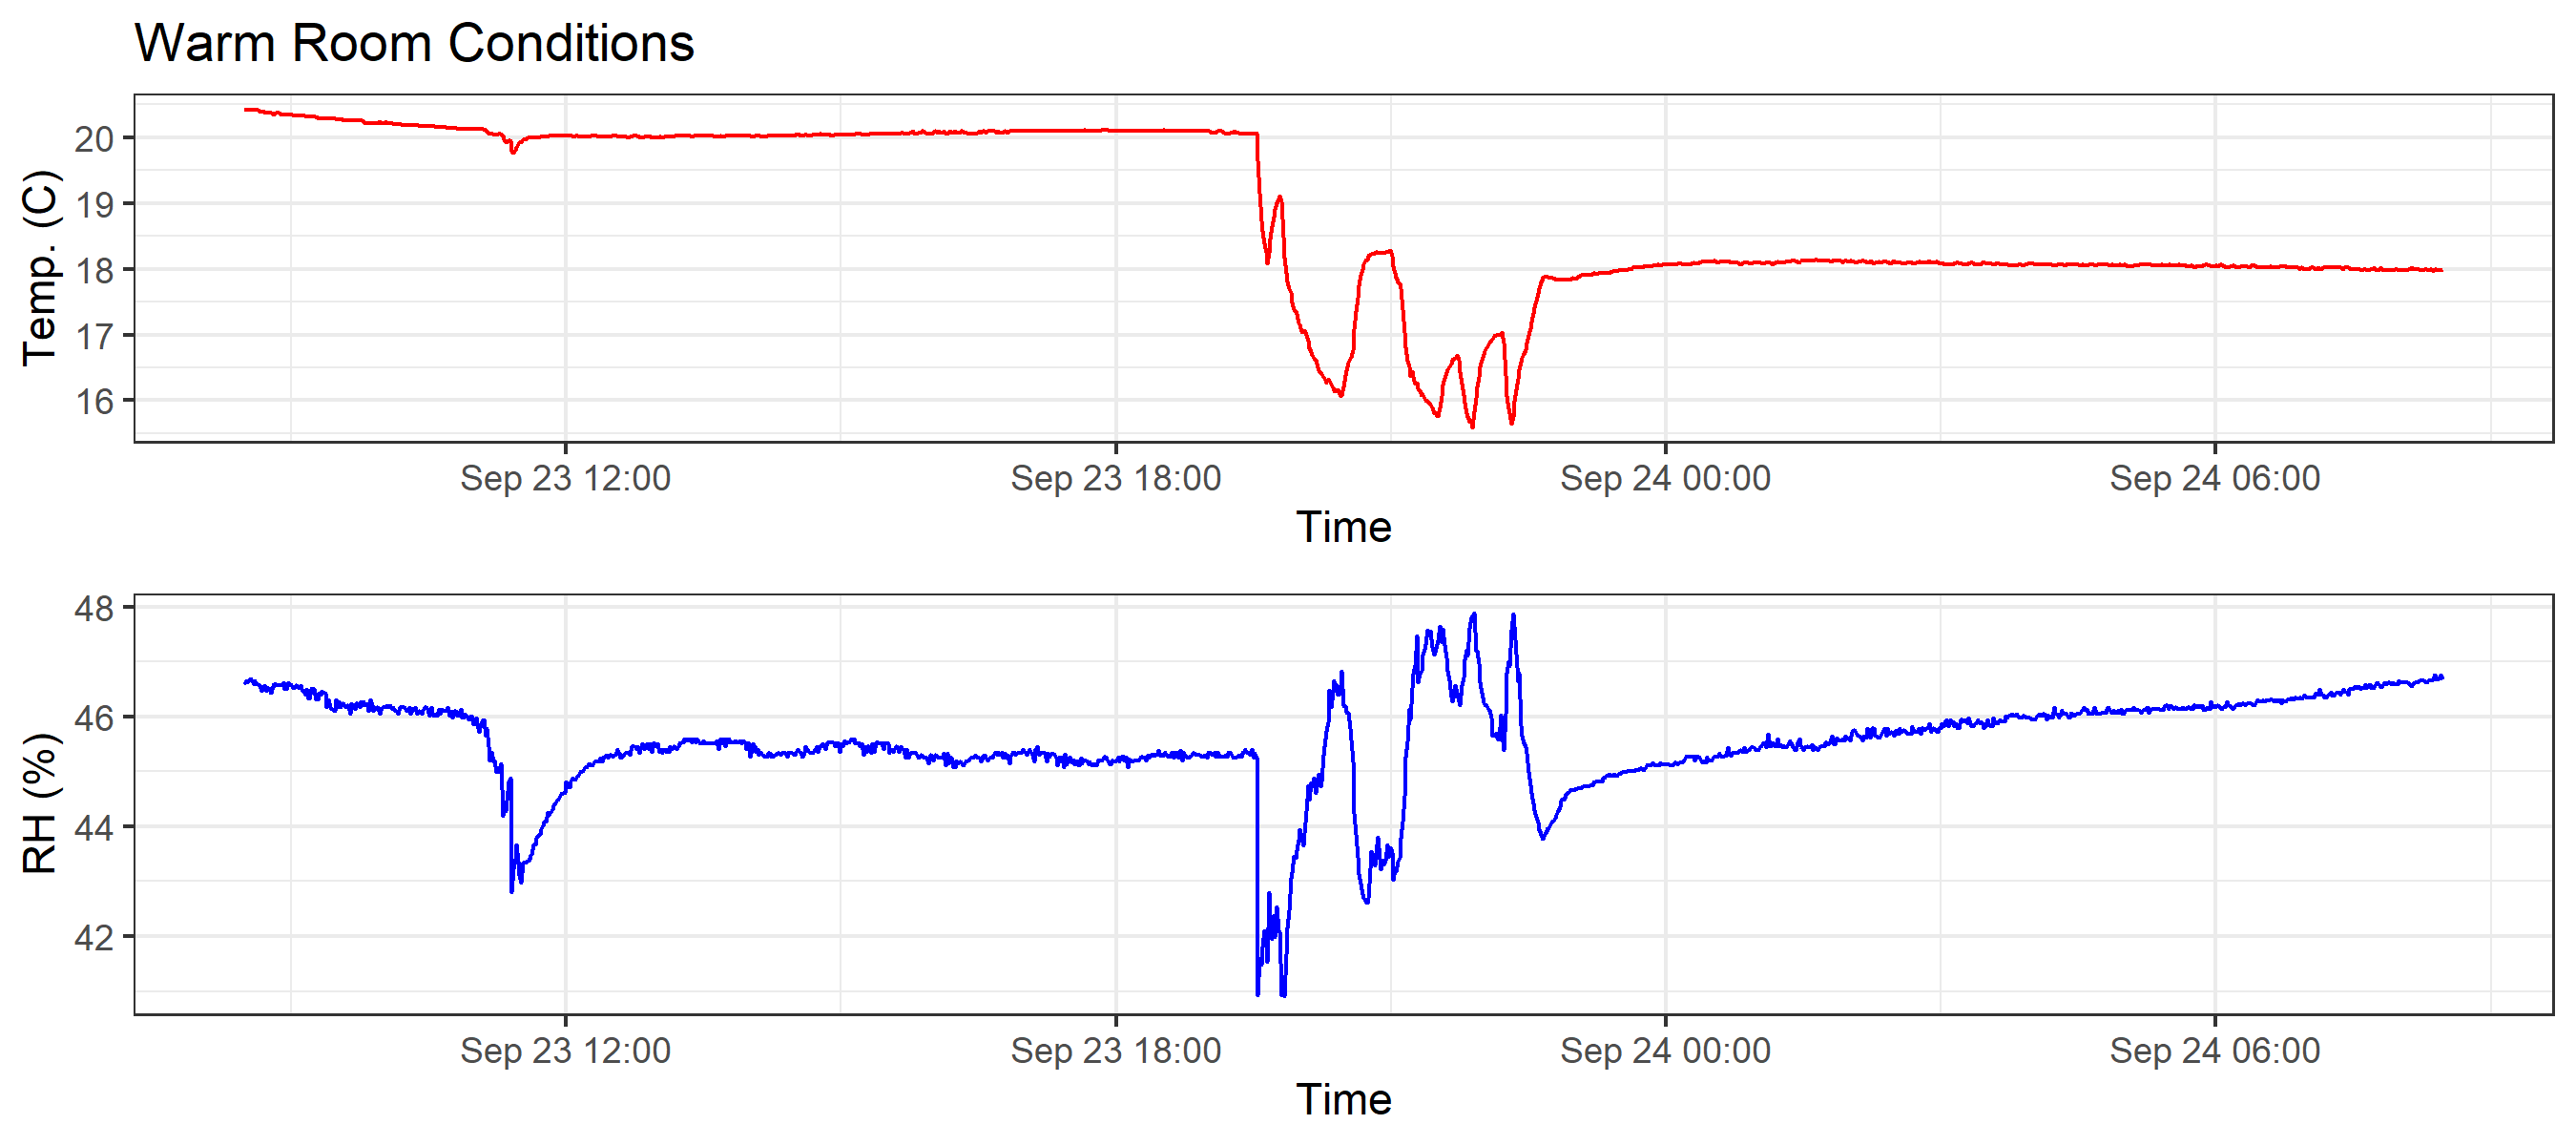 Warm Room Conditions
Temp. (C)
20
19
18
17
16
Sep 23 12:00 Sep 23 18:00 Sep 24 00:00 Sep 24 06:00
Time
RH (%)
48
46
44
42
Sep 23 12:00 Sep 23 18:00 Sep 24 00:00 Sep 24 06:00
Time